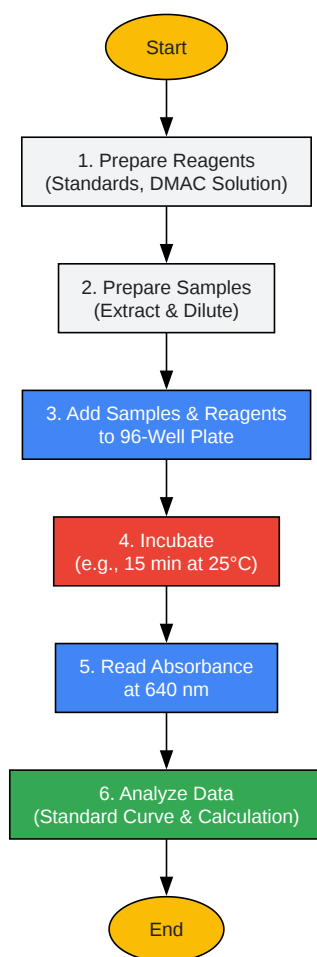 Start
1. Prepare Reagents
(Standards, DMAC Solution)
2. Prepare Samples
(Extract & Dilute)
3. Add Samples & Reagents
to 96-Well Plate
4. Incubate
(e.g., 15 min at 25°C)
5. Read Absorbance
at 640 nm
6. Analyze Data
(Standard Curve & Calculation)
End